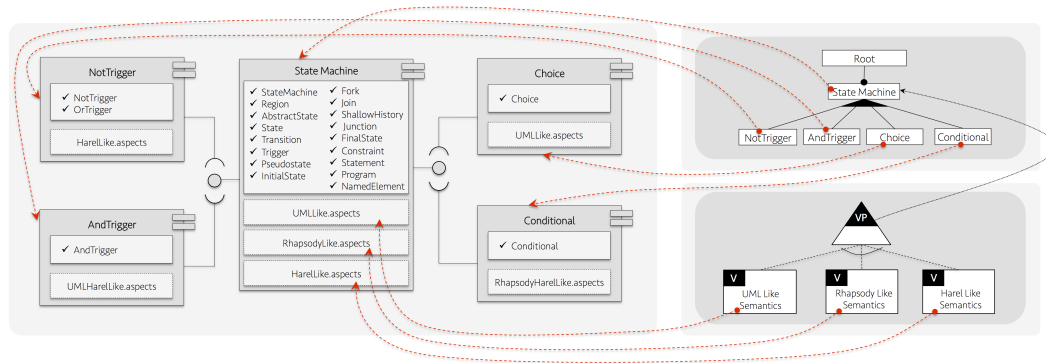 NotTrigger
✓ NotTrigger
✓ OrTrigger
HarelLike.aspects
AndTrigger
✓ AndTrigger
UMLHarelLike.aspects
State Machine
✓ StateMachine
✓ Region
✓ AbstractState
✓ State
✓ Transition
✓ Trigger
✓ Pseudostate
✓ InitialState
✓ Fork
✓ Join
✓ ShallowHistory
✓ Junction
✓ FinalState
✓ Constraint
✓ Statement
✓ Program
✓ NamedElement
UMLLike.aspects
RhapsodyLike.aspects
HarelLike.aspects
Choice
✓ Choice
UMLLike.aspects
Conditional
✓ Conditional
RhapsodyHarelLike.aspects
Root
State Machine
NotTrigger
AndTrigger
Choice
Conditional
VP
V
UML Like
Semantics
V
Rhapsody Like
Semantics
V
Harel Like
Semantics